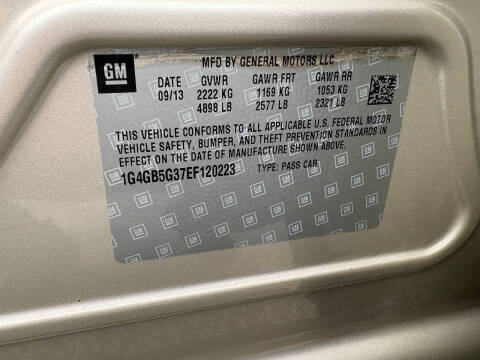 GM
MFD BY GENERAL MOTORS LLC
DATE GVWR GAWR FRT GAWR RR
09/13 2222 KG 1169 KG 1053 KG
4898 LB 2577 LB 2321 LB
THIS VEHICLE CONFORMS TO ALL APPLICABLE U.S. FEDERAL MOTOR
VEHICLE SAFETY, BUMPER, AND THEFT PREVENTION STANDARDS IN
EFFECT ON THE DATE OF MANUFACTURE SHOWN ABOVE.
1G4GB5G37EF120223 TYPE: PASS CAR